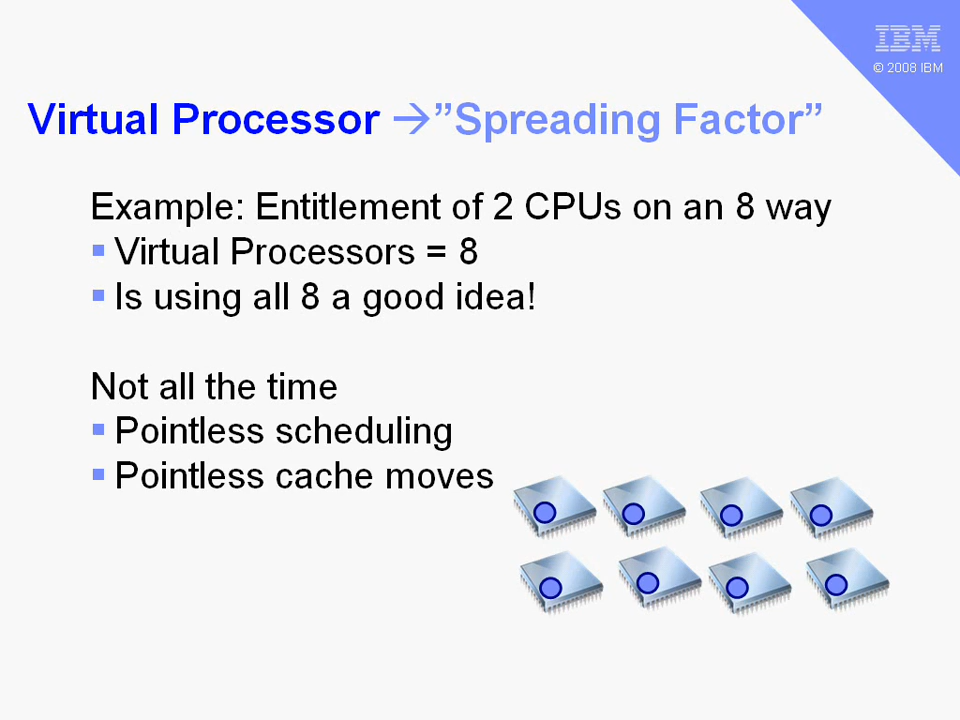 IBM
© 2008 IBM
Virtual Processor →”Spreading Factor”
Example: Entitlement of 2 CPUs on an 8 way
▪ Virtual Processors = 8
▪ Is using all 8 a good idea!
Not all the time
▪ Pointless scheduling
▪ Pointless cache moves